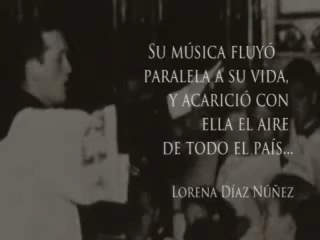 Su música fluyó
paralela a su vida,
y acarició con
ella el aire
de todo el país...
Lorena Díaz Núñez